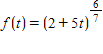 f(t) = (2 + 5t)^{6/7}